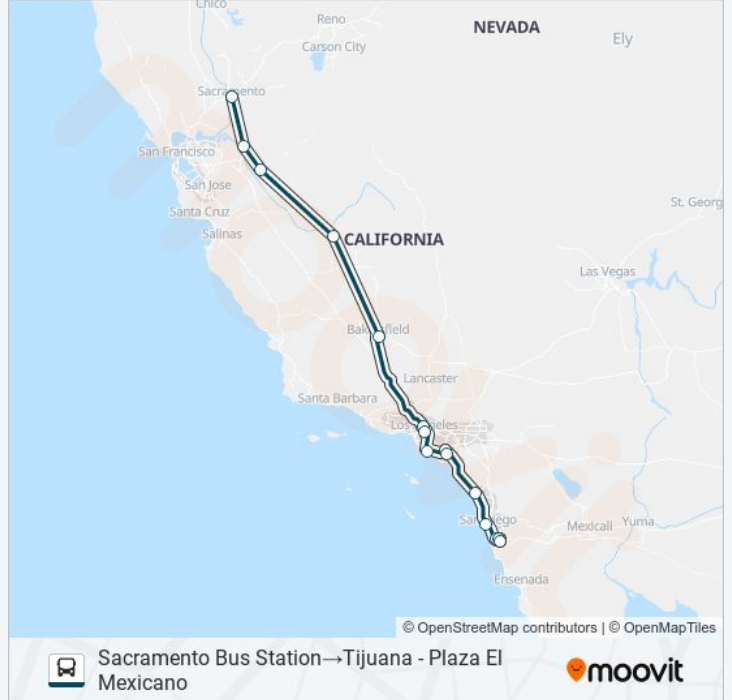 Chico
Reno
NEVADA
Carson City
Ely
Sacramento
San Francisco
San Jose
St. Georg
Santa Cruz
Salinas
CALIFORNIA
Las Vegas
Bakersfield
Lancaster
Santa Barbara
Los Angeles
San Diego
Mexicali
Yuma
Ensenada
© OpenStreetMap contributors | © OpenMapTiles
Sacramento Bus Station→Tijuana - Plaza El
Mexicano
moovit